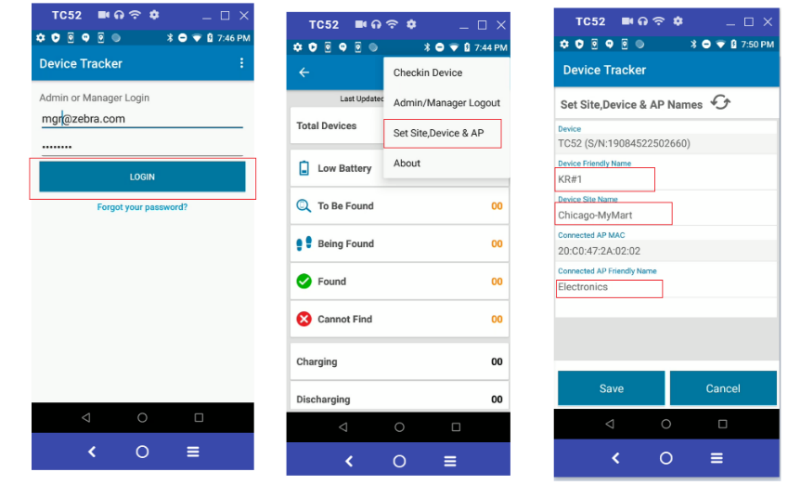 TC52
7:46 PM
Device Tracker
Admin or Manager Login
mgr@zebra.com
••••••••
LOGIN
Forgot your password?
TC52
7:44 PM
Checkin Device
Last Updated
Admin/Manager Logout
Total Devices
Set Site,Device & AP
About
Low Battery
To Be Found
00
Being Found
00
Found
00
Cannot Find
00
Charging
00
Discharging
00
TC52
7:50 PM
Device Tracker
Set Site,Device & AP Names
Device
TC52 (S/N:19084522502660)
Device Friendly Name
KR#1
Device Site Name
Chicago-MyMart
Connected AP MAC
20:C0:47:2A:02:02
Connected AP Friendly Name
Electronics
Save
Cancel